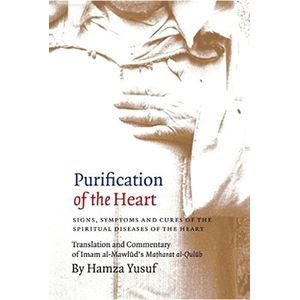 Purification
of the Heart
SIGNS, SYMPTOMS AND CURES OF THE
SPIRITUAL DISEASES OF THE HEART
Translation and Commentary
of Imam al-Mawlūd's Maṭharat al-Qulūb
By Hamza Yusuf